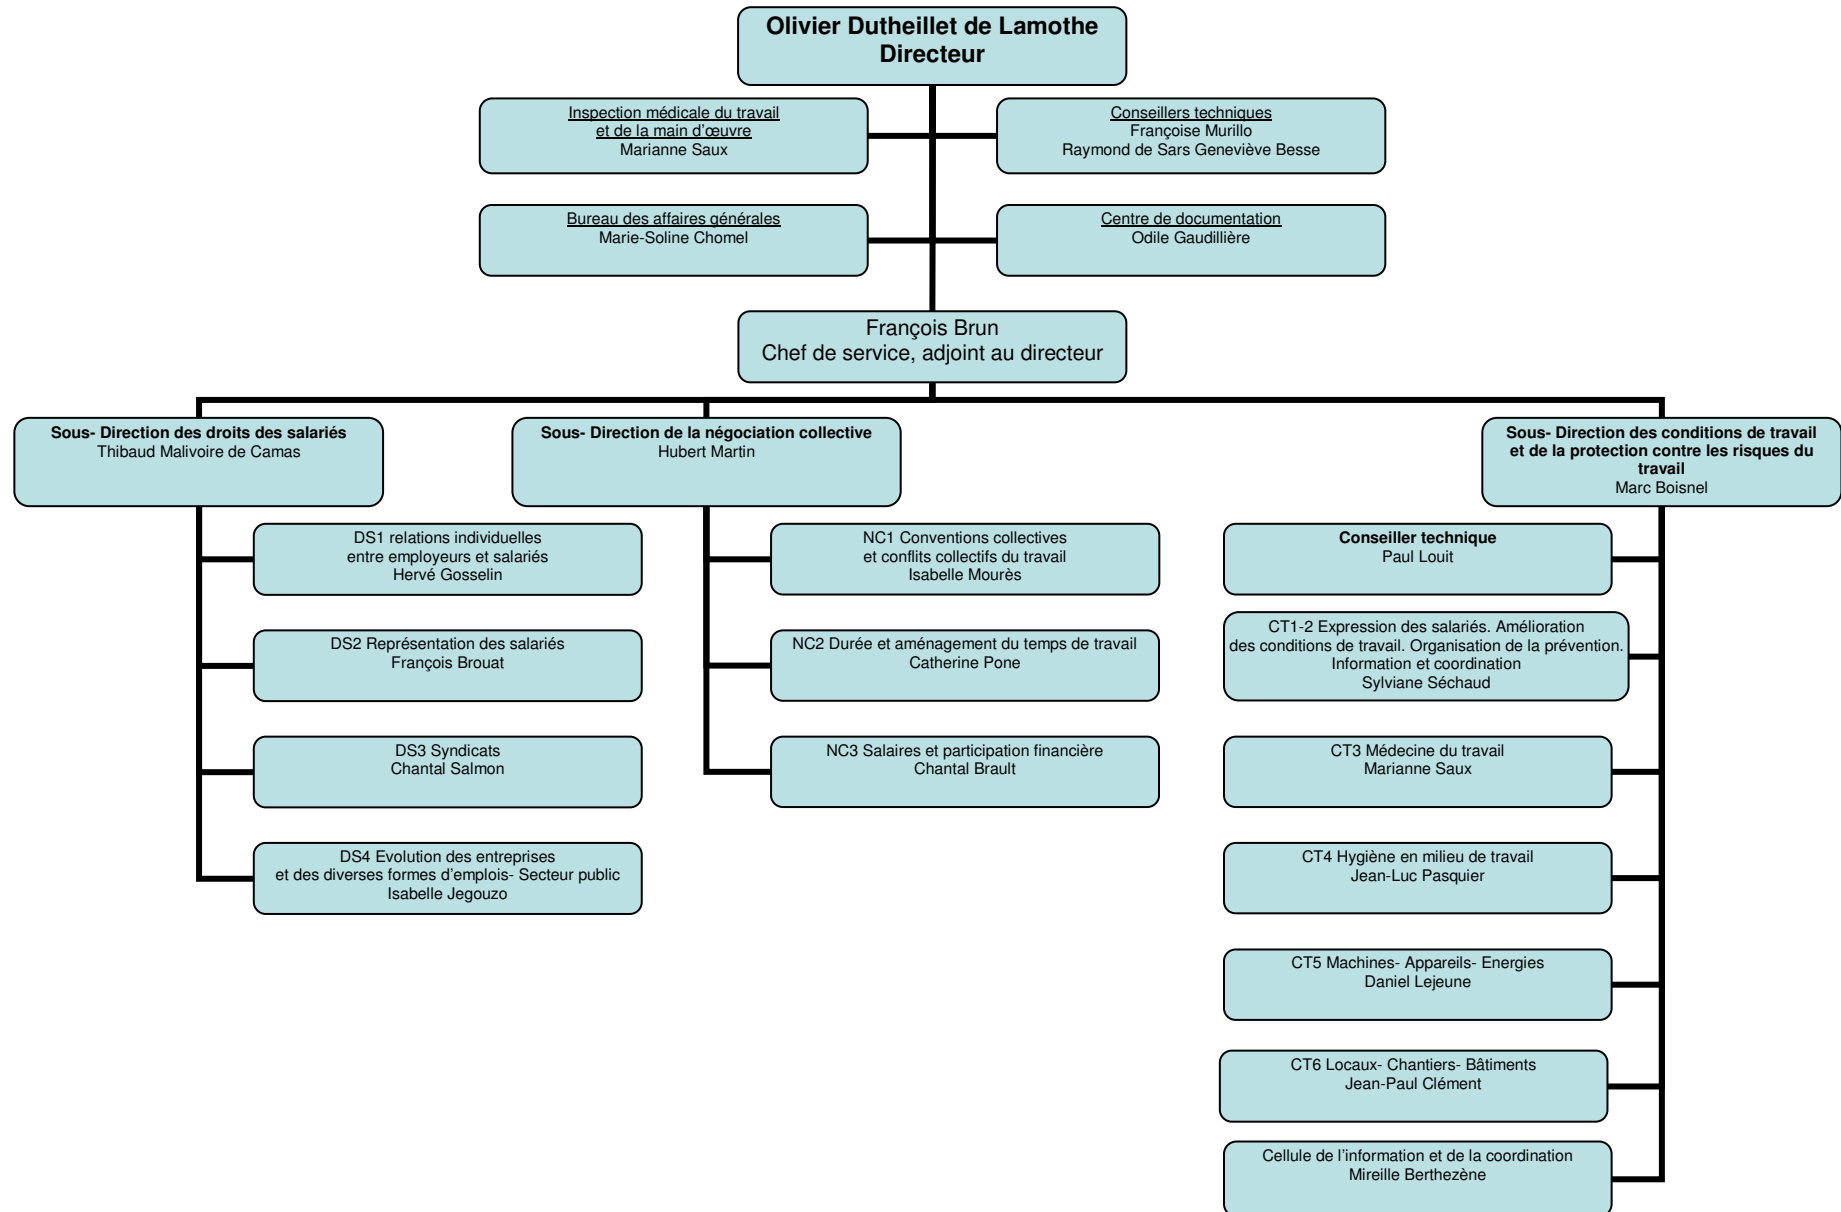 Olivier Dutheillet de Lamothe
Directeur
Inspection médicale du travail
et de la main d’œuvre
Marianne Saux
Conseillers techniques
Françoise Murillo
Raymond de Sars Geneviève Besse
Bureau des affaires générales
Marie-Soline Chomel
Centre de documentation
Odile Gaudillière
François Brun
Chef de service, adjoint au directeur
Sous- Direction des droits des salariés
Thibaud Malivoire de Camas
Sous- Direction de la négociation collective
Hubert Martin
Sous- Direction des conditions de travail
et de la protection contre les risques du
travail
Marc Boisnel
DS1 relations individuelles
entre employeurs et salariés
Hervé Gosselin
DS2 Représentation des salariés
François Brouat
DS3 Syndicats
Chantal Salmon
DS4 Evolution des entreprises
et des diverses formes d’emplois- Secteur public
Isabelle Jegouzo
NC1 Conventions collectives
et conflits collectifs du travail
Isabelle Mourès
NC2 Durée et aménagement du temps de travail
Catherine Pone
NC3 Salaires et participation financière
Chantal Brault
Conseiller technique
Paul Louit
CT1-2 Expression des salariés. Amélioration
des conditions de travail. Organisation de la prévention.
Information et coordination
Sylviane Séchaud
CT3 Médecine du travail
Marianne Saux
CT4 Hygiène en milieu de travail
Jean-Luc Pasquier
CT5 Machines- Appareils- Energies
Daniel Lejeune
CT6 Locaux- Chantiers- Bâtiments
Jean-Paul Clément
Cellule de l’information et de la coordination
Mireille Berthezène